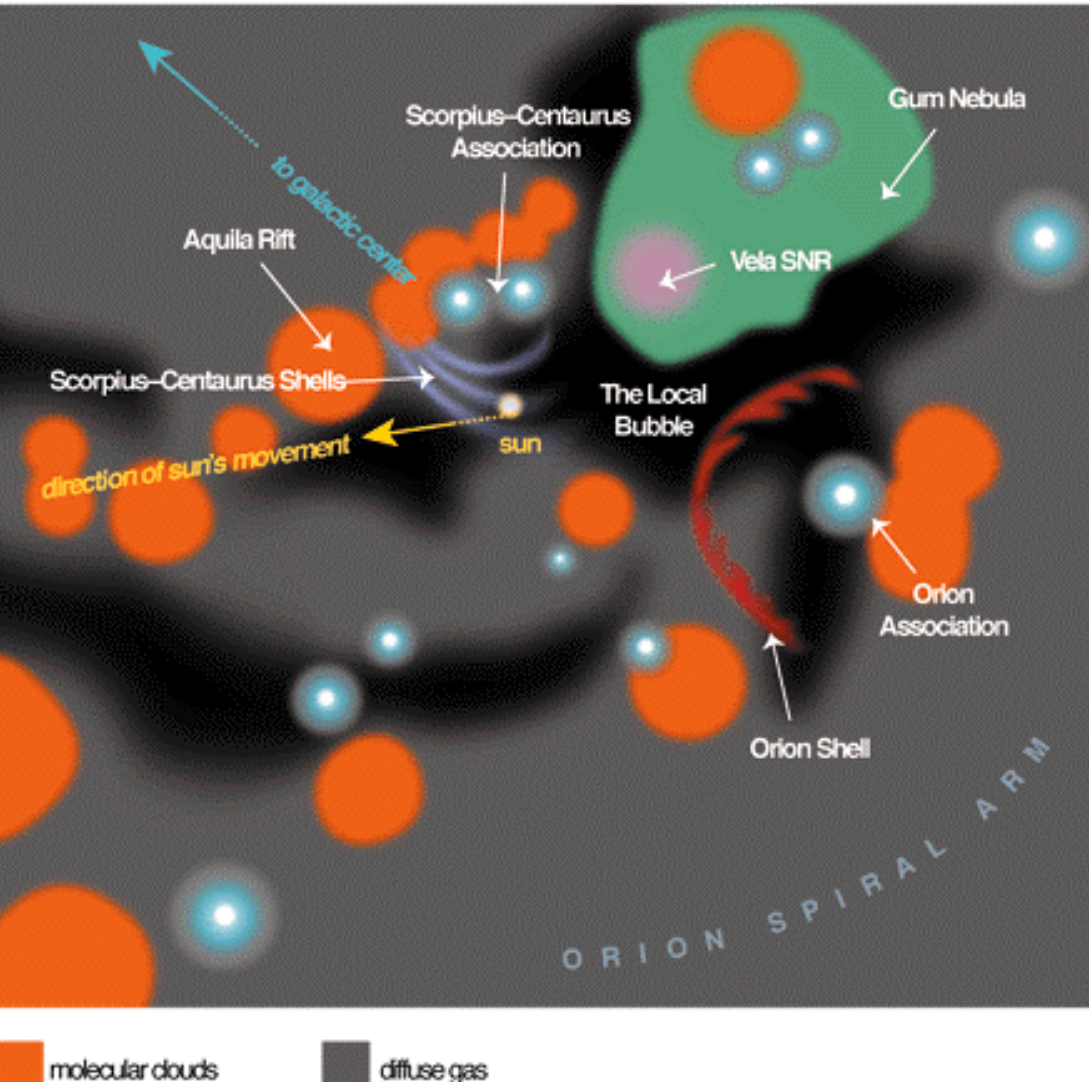 to galactic center
Scorpius–Centaurus
Association
Gum Nebula
Aquila Rift
Vela SNR
Scorpius–Centaurus Shells
The Local
Bubble
sun
direction of sun's movement
Orion
Association
Orion Shell
ORION SPIRAL ARM
molecular clouds
diffuse gas